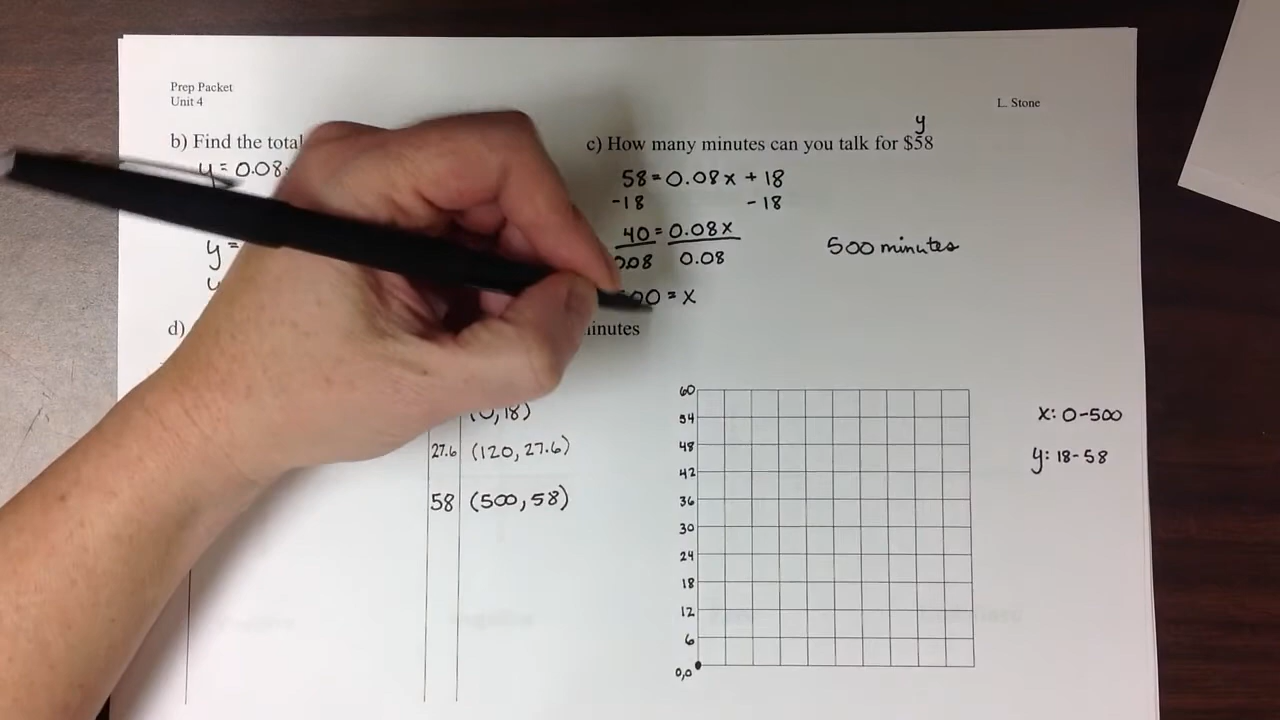 Prep Packet
Unit 4
L. Stone
b) Find the total
y = 0.08
y =
y
c) How many minutes can you talk for $58
58 = 0.08x + 18
-18 -18
40 = 0.08x
0.08 0.08
500 minutes
= x
d)
(0,18)
27.6 (120, 27.6)
58 (500, 58)
60
54
48
42
36
30
24
18
12
6
0,0
x: 0-500
y: 18-58